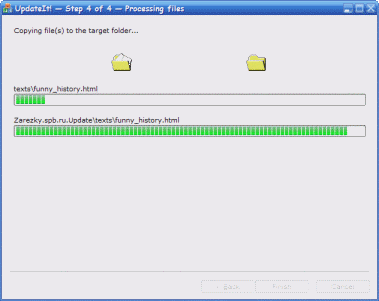 UpdateIt! — Step 4 of 4 — Processing files
Copying file(s) to the target folder...
texts\funny_history.html
Zarezky.spb.ru.Update\texts\funny_history.html
< Back Finish Cancel